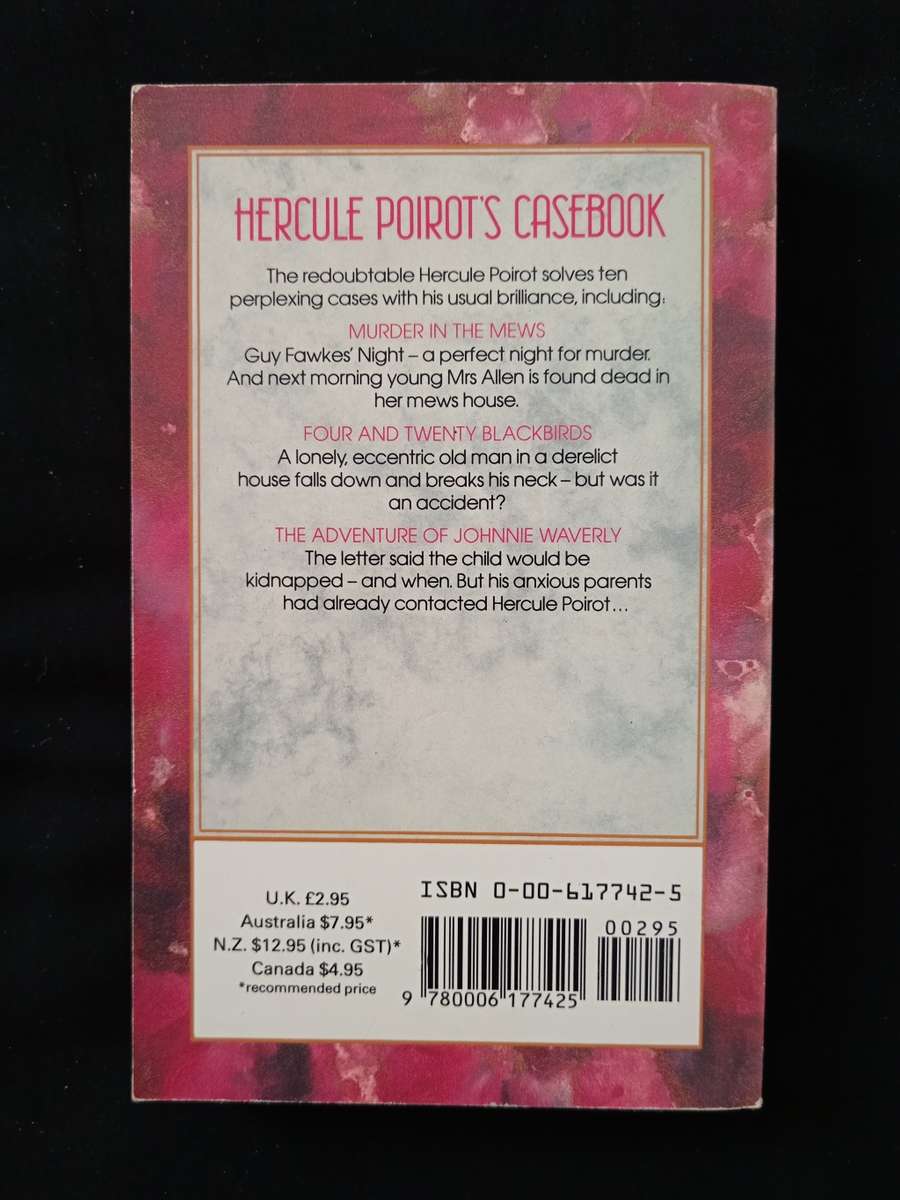 HERCULE POIROT'S CASEBOOK
The redoubtable Hercule Poirot solves ten
perplexing cases with his usual brilliance, including:
MURDER IN THE MEWS
Guy Fawkes' Night – a perfect night for murder.
And next morning young Mrs Allen is found dead in
her mews house.
FOUR AND TWENTY BLACKBIRDS
A lonely, eccentric old man in a derelict
house falls down and breaks his neck – but was it
an accident?
THE ADVENTURE OF JOHNNIE WAVERLY
The letter said the child would be
kidnapped – and when. But his anxious parents
had already contacted Hercule Poirot...
U.K. £2.95
Australia $7.95*
N.Z. $12.95 (inc. GST)*
Canada $4.95
*recommended price
ISBN 0-00-617742-5
00295
9 780006 177425